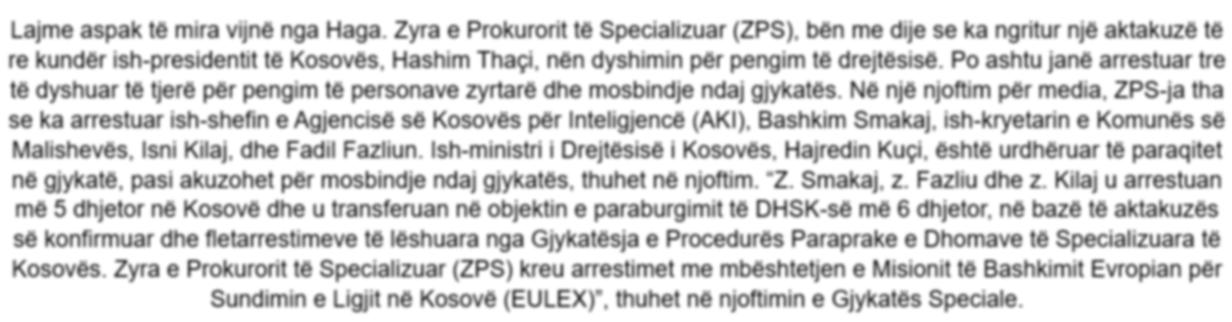 Lajme aspak të mira vijnë nga Haga. Zyra e Prokurorit të Specializuar (ZPS), bën me dije se ka ngritur një aktakuzë të
re kundër ish-presidentit të Kosovës, Hashim Thaçi, nën dyshimin për pengim të drejtësisë. Po ashtu janë arrestuar tre
të dyshuar të tjerë për pengim të personave zyrtarë dhe mosbindje ndaj gjykatës. Në një njoftim për media, ZPS-ja tha
se ka arrestuar ish-shefin e Agjencisë së Kosovës për Inteligjencë (AKI), Bashkim Smakaj, ish-kryetarin e Komunës së
Malishevës, Isni Kilaj, dhe Fadil Fazliun. Ish-ministri i Drejtësisë i Kosovës, Hajredin Kuçi, është urdhëruar të paraqitet
në gjykatë, pasi akuzohet për mosbindje ndaj gjykatës, thuhet në njoftim. “Z. Smakaj, z. Fazliu dhe z. Kilaj u arrestuan
më 5 dhjetor në Kosovë dhe u transferuan në objektin e paraburgimit të DHSK-së më 6 dhjetor, në bazë të aktakuzës
së konfirmuar dhe fletarrestimeve të lëshuara nga Gjykatësja e Procedurës Paraprake e Dhomave të Specializuara të
Kosovës. Zyra e Prokurorit të Specializuar (ZPS) kreu arrestimet me mbështetjen e Misionit të Bashkimit Evropian për
Sundimin e Ligjit në Kosovë (EULEX)”, thuhet në njoftimin e Gjykatës Speciale.